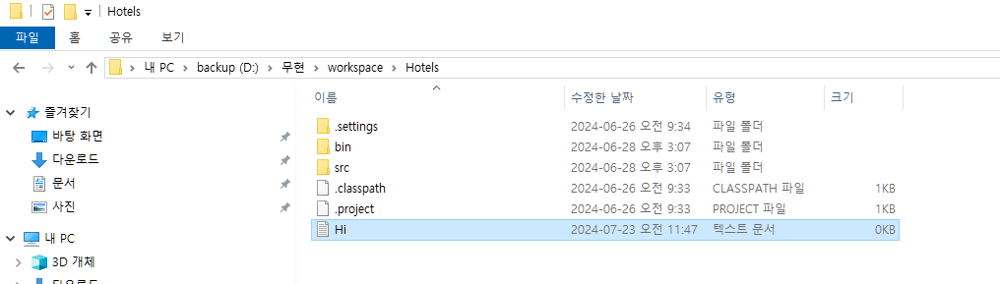 Hotels
파일 홈 공유 보기
내 PC > backup (D:) > 무현 > workspace > Hotels
이름 수정한 날짜 유형 크기
즐겨찾기
바탕 화면
다운로드
문서
사진
내 PC
3D 개체
다운로드
.settings 2024-06-26 오전 9:34 파일 폴더
bin 2024-06-28 오후 3:07 파일 폴더
src 2024-06-28 오후 3:07 파일 폴더
.classpath 2024-06-26 오전 9:33 CLASSPATH 파일 1KB
.project 2024-06-26 오전 9:33 PROJECT 파일 1KB
Hi 2024-07-23 오전 11:47 텍스트 문서 0KB